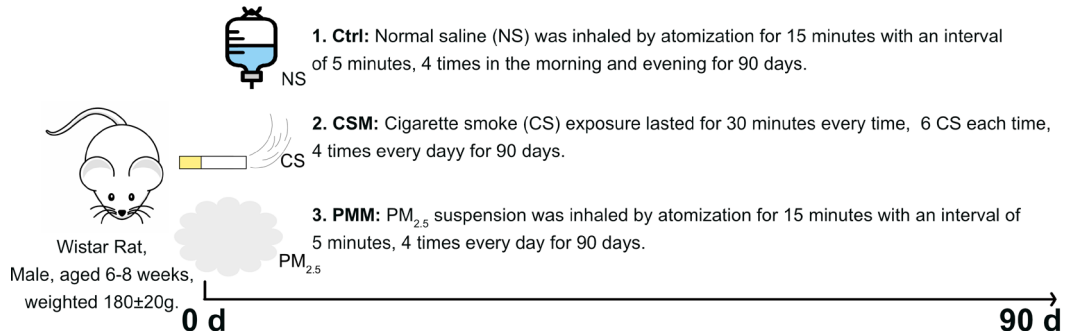 1. Ctrl: Normal saline (NS) was inhaled by atomization for 15 minutes with an interval
of 5 minutes, 4 times in the morning and evening for 90 days.
NS
2. CSM: Cigarette smoke (CS) exposure lasted for 30 minutes every time, 6 CS each time,
4 times every dayy for 90 days.
CS
3. PMM: PM2.5 suspension was inhaled by atomization for 15 minutes with an interval of
5 minutes, 4 times every day for 90 days.
PM2.5
Wistar Rat,
Male, aged 6-8 weeks,
weighted 180±20g.
0 d
90 d